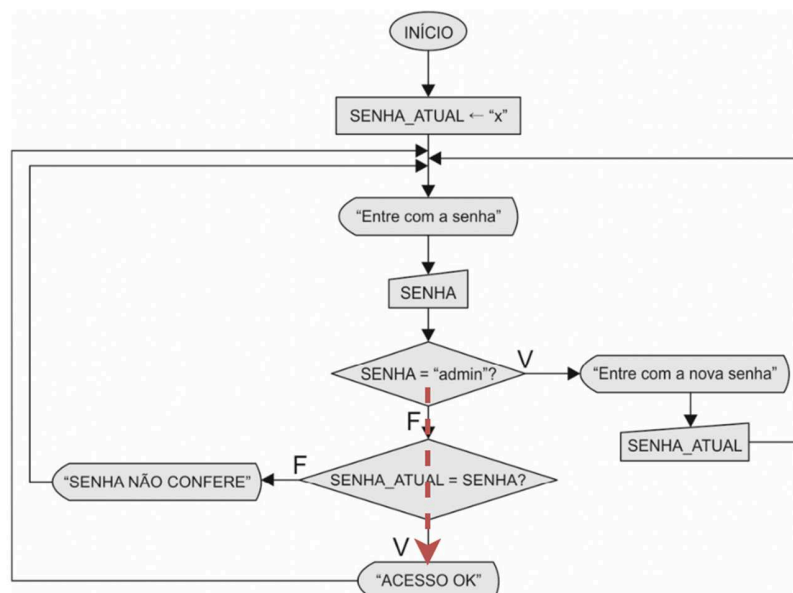 INÍCIO
SENHA_ATUAL ← “x”
“Entre com a senha”
SENHA
SENHA = “admin”?
V
“Entre com a nova senha”
SENHA_ATUAL
F
SENHA_ATUAL = SENHA?
F
“SENHA NÃO CONFERE”
V
“ACESSO OK”